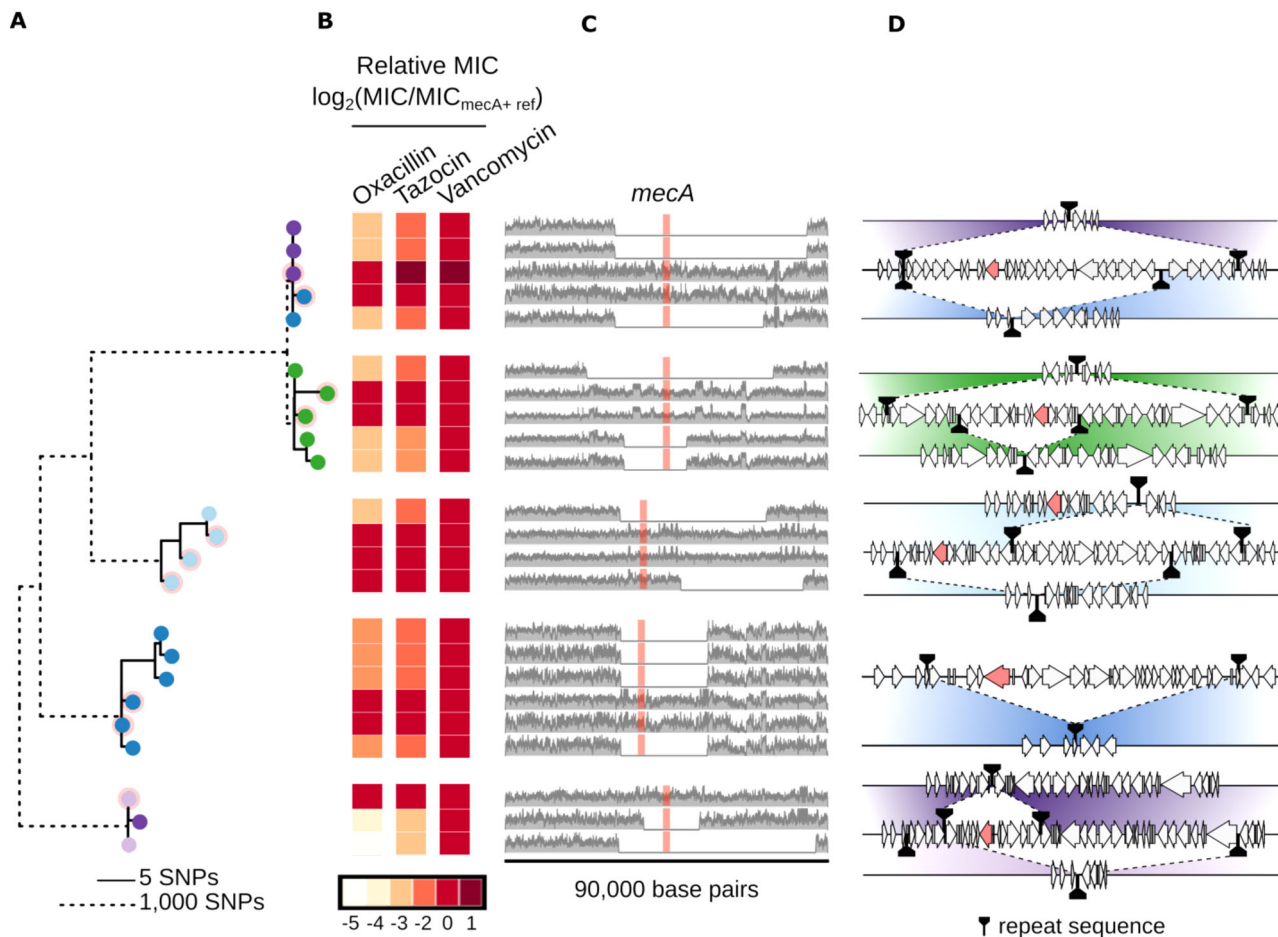 A
B
C
D
Relative MIC
log2(MIC/MICmecA+ ref)
Oxacillin
Tazocin
Vancomycin
mecA
5 SNPs
1,000 SNPs
-5 -4 -3 -2 0 1
90,000 base pairs
repeat sequence